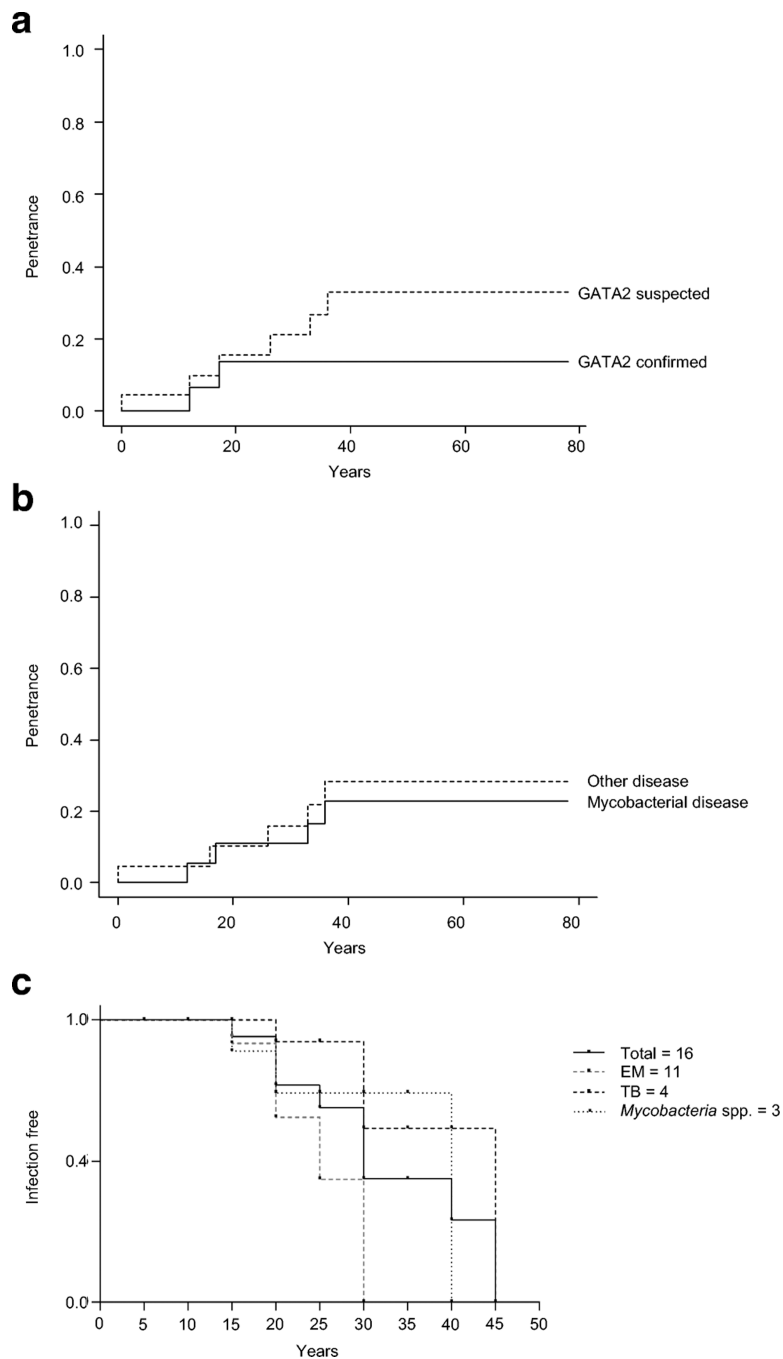 a
1.0
0.8
0.6
0.4
0.2
0.0
Penetrance
GATA2 suspected
GATA2 confirmed
0 20 40 60 80
Years
b
1.0
0.8
0.6
0.4
0.2
0.0
Penetrance
Other disease
Mycobacterial disease
0 20 40 60 80
Years
c
1.0
0.4
0.0
Infection free
Total = 16
EM = 11
TB = 4
Mycobacteria spp. = 3
0 5 10 15 20 25 30 35 40 45 50
Years